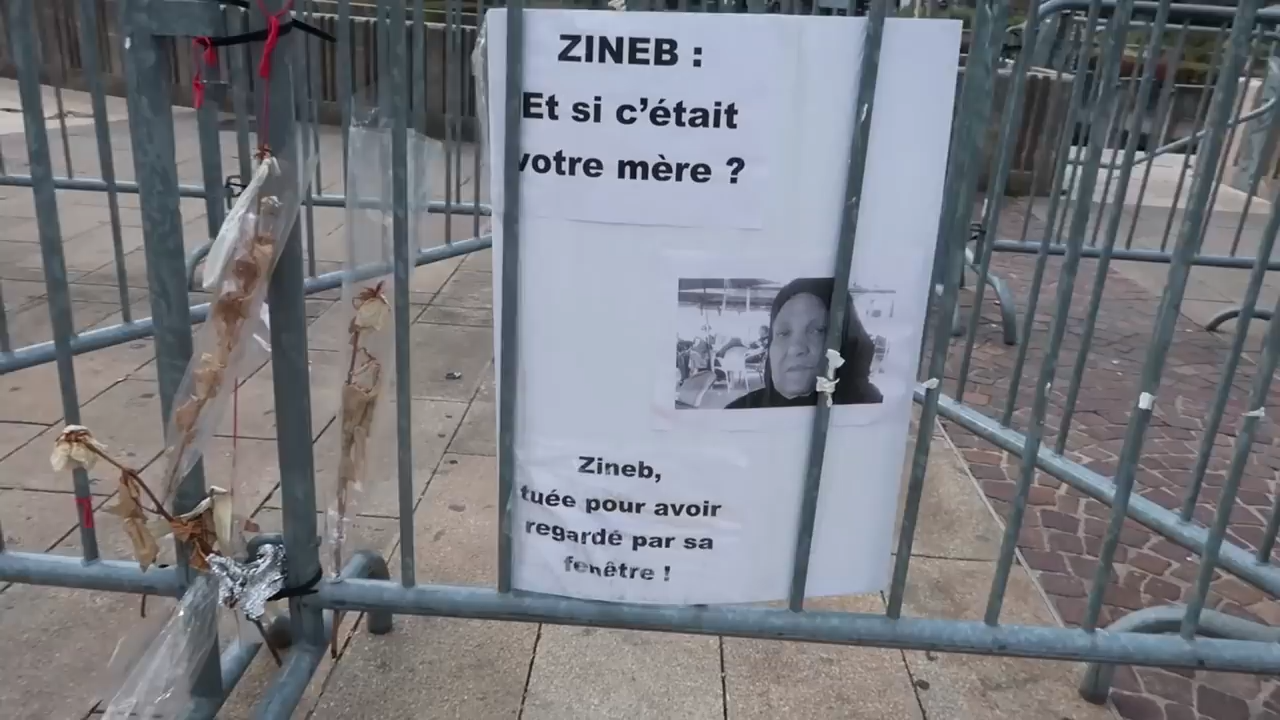 ZINEB :
Et si c'était
votre mère ?
Zineb,
tuée pour avoir
regardé par sa
fenêtre !